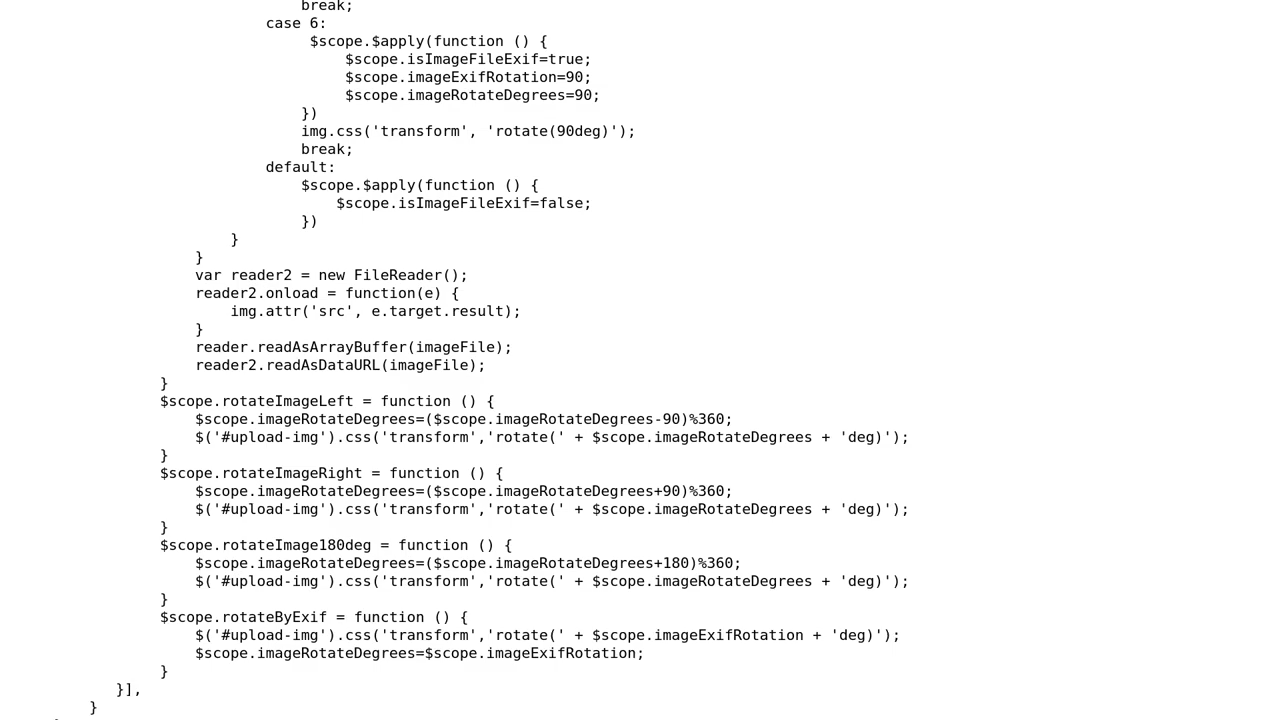 break;
case 6:
$scope.$apply(function () {
$scope.isImageFileExif=true;
$scope.imageExifRotation=90;
$scope.imageRotateDegrees=90;
})
img.css('transform', 'rotate(90deg)');
break;
default:
$scope.$apply(function () {
$scope.isImageFileExif=false;
})
}
}
var reader2 = new FileReader();
reader2.onload = function(e) {
img.attr('src', e.target.result);
}
reader.readAsArrayBuffer(imageFile);
reader2.readAsDataURL(imageFile);
}
$scope.rotateImageLeft = function () {
$scope.imageRotateDegrees=($scope.imageRotateDegrees-90)%360;
$('#upload-img').css('transform','rotate(' + $scope.imageRotateDegrees + 'deg)');
}
$scope.rotateImageRight = function () {
$scope.imageRotateDegrees=($scope.imageRotateDegrees+90)%360;
$('#upload-img').css('transform','rotate(' + $scope.imageRotateDegrees + 'deg)');
}
$scope.rotateImage180deg = function () {
$scope.imageRotateDegrees=($scope.imageRotateDegrees+180)%360;
$('#upload-img').css('transform','rotate(' + $scope.imageRotateDegrees + 'deg)');
}
$scope.rotateByExif = function () {
$('#upload-img').css('transform','rotate(' + $scope.imageExifRotation + 'deg)');
$scope.imageRotateDegrees=$scope.imageExifRotation;
}
}],
}